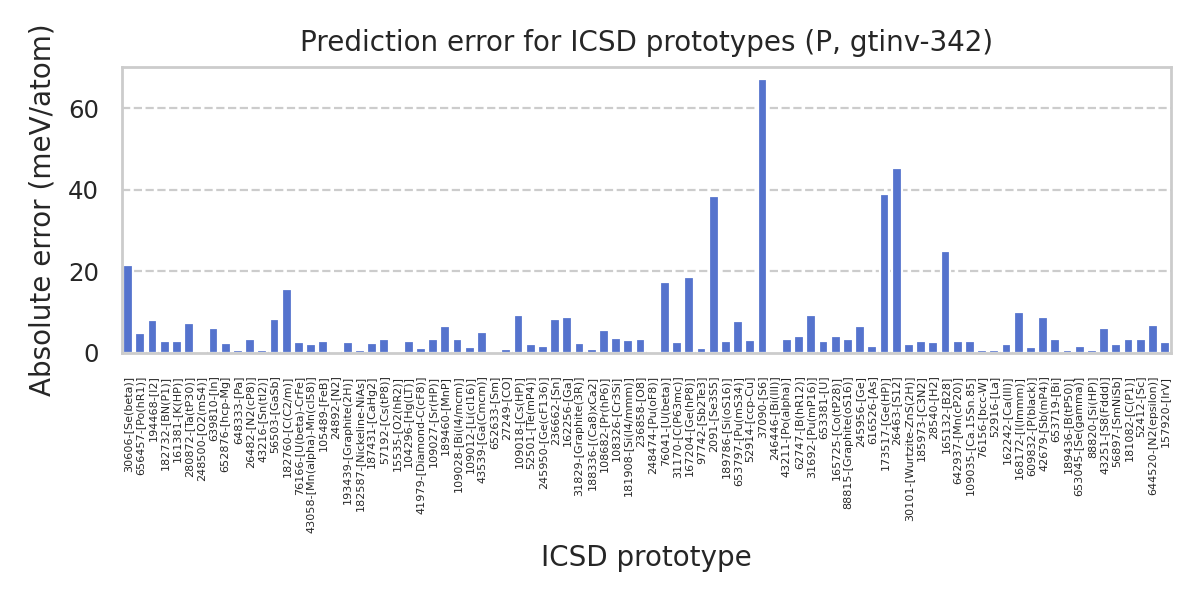 Prediction error for ICSD prototypes (P, gtinv-342)
Absolute error (meV/atom)
60
40
20
0
30606-[Se(beta)]
656457-[Po(hR1)]
194468-[I2]
182732-[BN(P1)]
16381-[K(HP)]
280872-[Ta(tP30)]
248500-[O2(mS4)]
639810-[In]
652876-[hcp-Mg]
26482-[N2(cP8)]
648333-[Pa]
43216-[Sn(tI2)]
56503-[GaSb]
182760-[C(C2/m)]
76166-[U(beta)-CrFe]
43058-[Mn(alpha)-Mn(cI58)]
105489-[FeB]
24892-[N2]
193439-[Graphite(2H)]
182587-[Nickeline-NiAs]
187431-[CaHg2]
57192-[Cs(tP8)]
15535-[O2(hR2)]
104296-[Hg(LT)]
41979-[Diamond-C(cF8)]
109027-[Sr(HP)]
189460-[MnP]
109028-[Bi(I4/mcm)]
109012-[Li(cI16)]
43539-[Ga(Cmcm)]
652633-[Sm]
27249-[CO]
109018-[Cs(HP)]
52501-[Te(mP4)]
245950-[Ge(cF136)]
236662-[Sn]
162256-[Ga]
31829-[Graphite(3R)]
188336-[(Ca8)xCa2]
108682-[Pr(hP6)]
108326-[Cr3Si]
181908-[Si(I4/mmm)]
236858-[O8]
248474-[Pu(oF8)]
76041-[U(beta)]
31170-[C(P63mc)]
167204-[Ge(hP8)]
97742-[Sb2Te3]
2091-[Se3S5]
189786-[Si(oS16)]
653797-[Pu(mS34)]
52914-[ccp-Cu]
37090-[S6]
246446-[Bi(III)]
43211-[Po(alpha)]
62747-[B(hR12)]
31692-[Pu(mP16)]
653381-[U]
165725-[Co(tP28)]
88815-[Graphite(oS16)]
245956-[Ge]
616526-[As]
173517-[Ge(HP)]
26463-[S12]
30101-[Wurtzite-ZnS(2H)]
185973-[C3N2]
28540-[H2]
165132-[B28]
642937-[Mn(cP20)]
109035-[Ca.15Sn.85]
76156-[bcc-W]
52916-[La]
162242-[Ca(III)]
168172-[I(Immm)]
609832-[P(black)]
42679-[Sb(mP4)]
653719-[Bi]
189436-[B(tP50)]
653045-[Se(gamma)]
88820-[Si(HP)]
43251-[S8(Fddd)]
56897-[SmNiSb]
181082-[C(P1)]
52412-[Sc]
644520-[N2(epsilon)]
157920-[IrV]
ICSD prototype